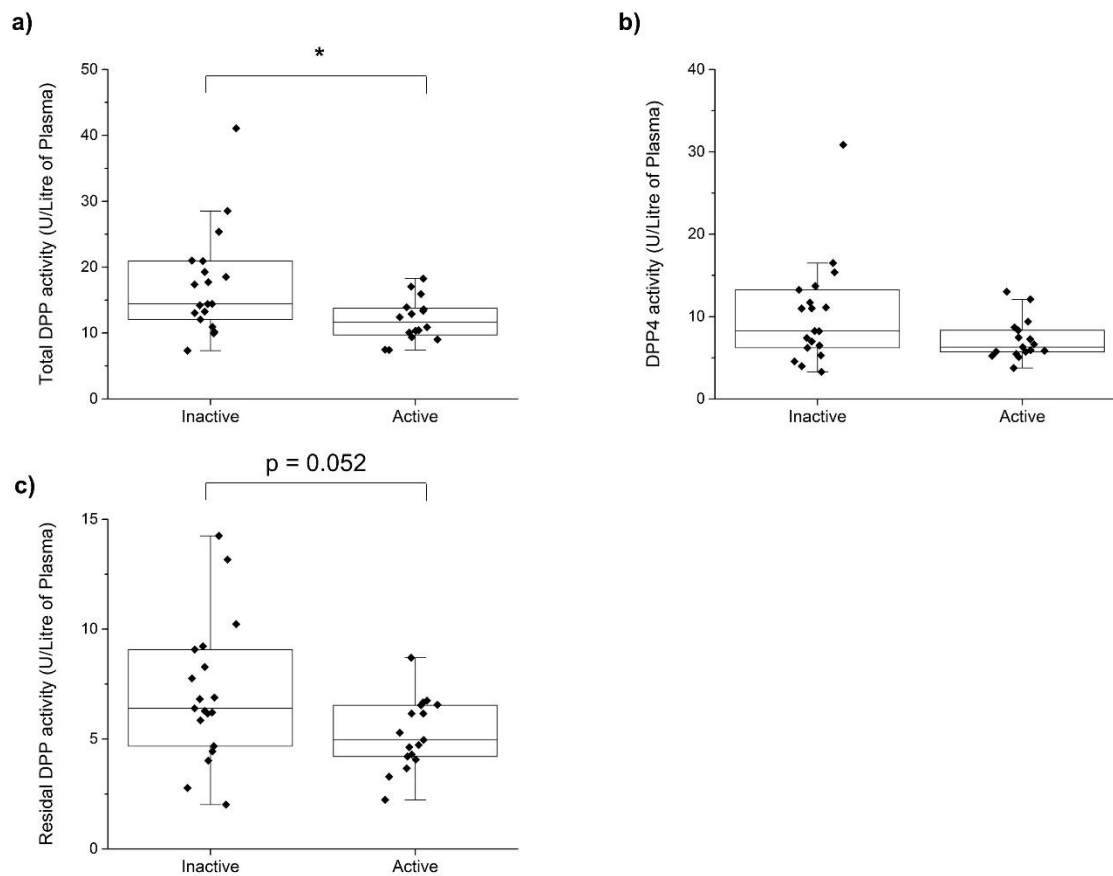 a)
*
Total DPP activity (U/Litre of Plasma)
50
40
30
20
10
0
Inactive
Active
b)
DPP4 activity (U/Litre of Plasma)
40
30
20
10
0
Inactive
Active
c)
p = 0.052
Residal DPP activity (U/Litre of Plasma)
15
10
5
0
Inactive
Active